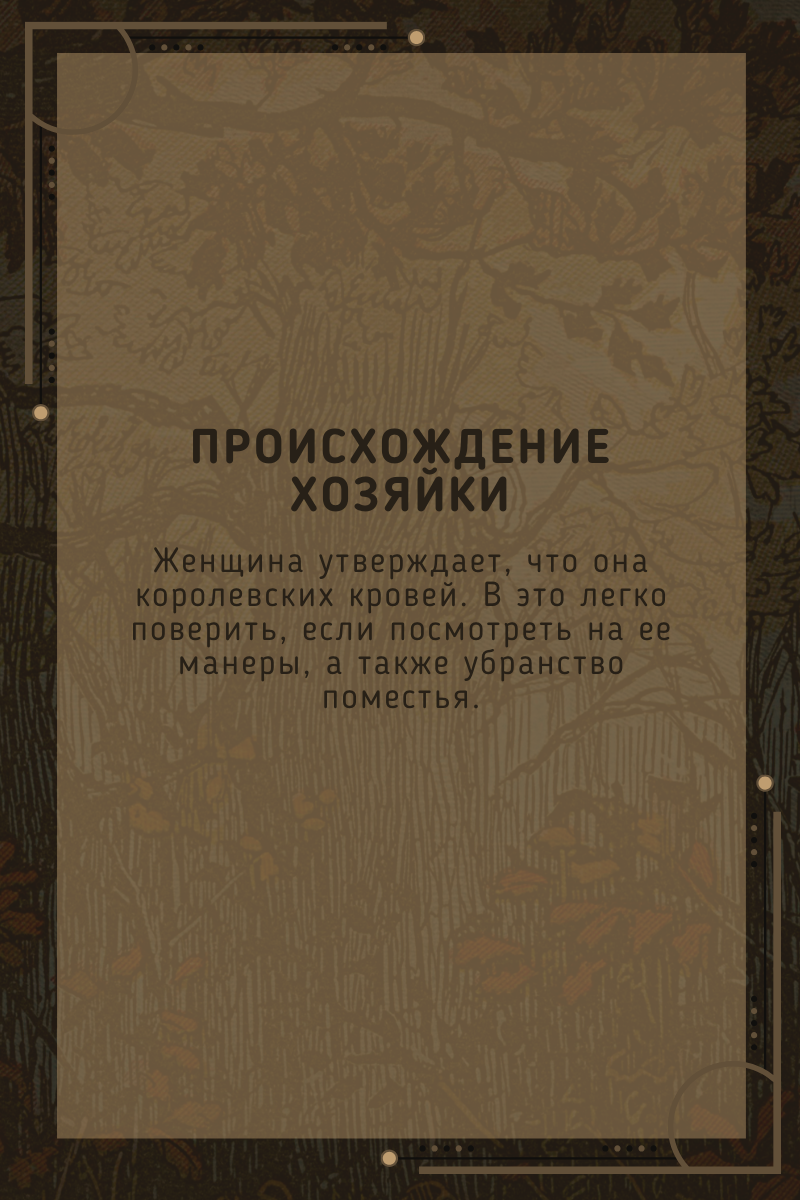 ПРОИСХОЖДЕНИЕ
ХОЗЯЙКИ
Женщина утверждает, что она
королевских кровей. В это легко
поверить, если посмотреть на ее
манеры, а также убранство
поместья.